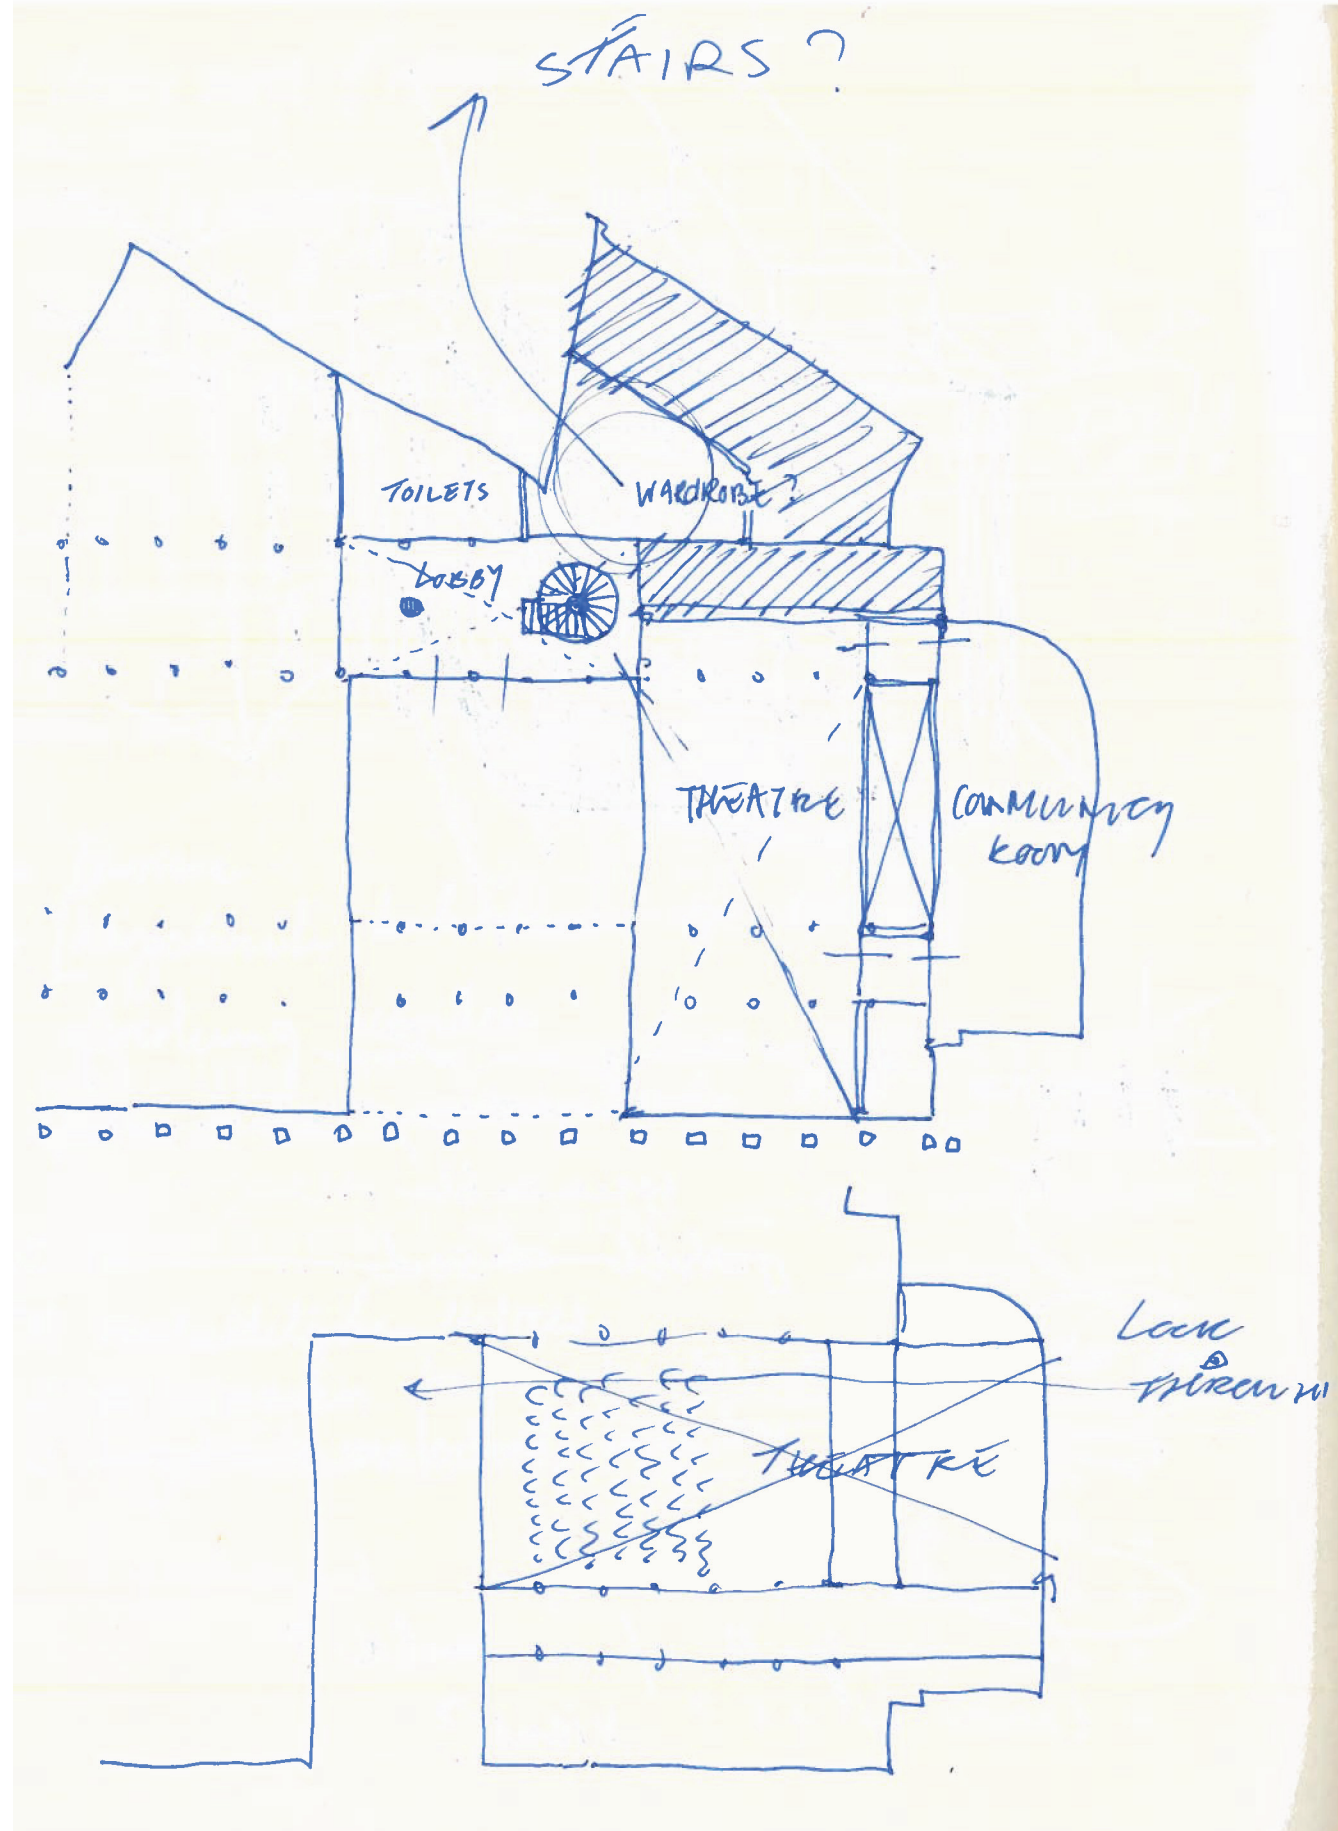 STAIRS?
TOILETS
WARDROBE?
LOBBY
THEATRE
COMMUNITY
ROOM
LOOK
THROUGH
THEATRE